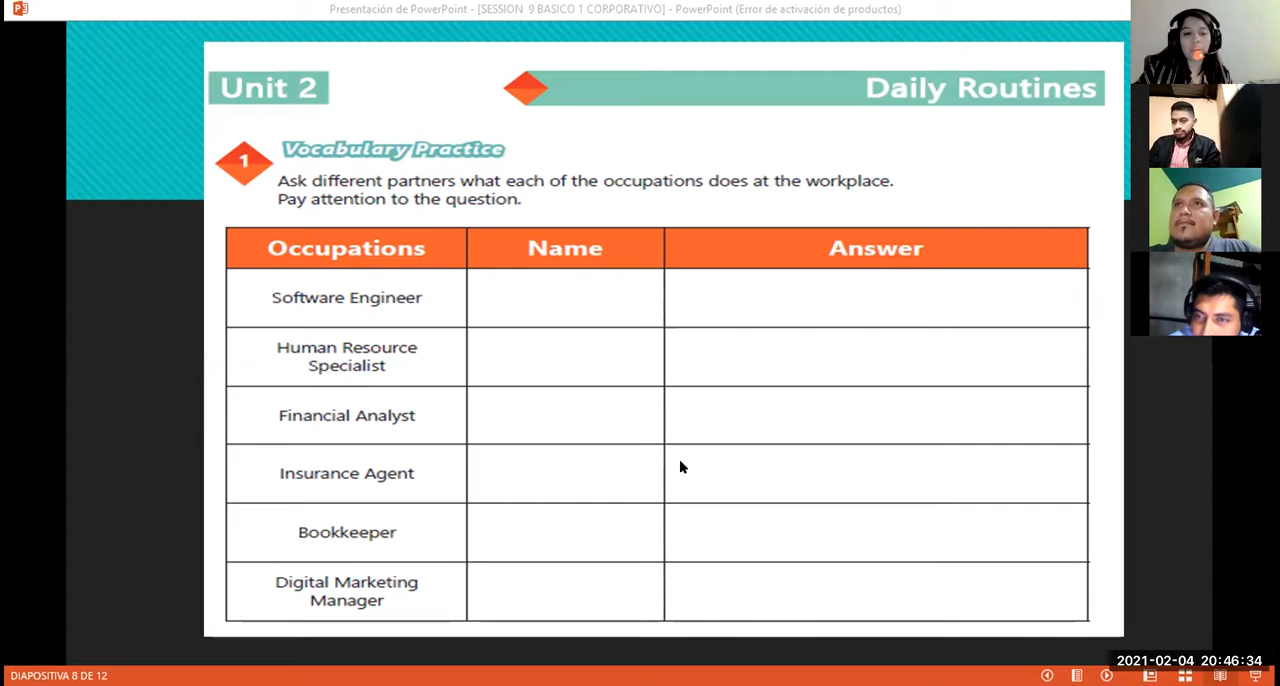 Presentación de PowerPoint - [SESSION 9 BASICO 1 CORPORATIVO] - PowerPoint (Error de activación de productos)
Unit 2
Daily Routines
1
Vocabulary Practice
Ask different partners what each of the occupations does at the workplace.
Pay attention to the question.
Occupations Name Answer
Software Engineer
Human Resource
Specialist
Financial Analyst
Insurance Agent
Bookkeeper
Digital Marketing
Manager
2021-02-04 20:46:34
DIAPOSITIVA 8 DE 12